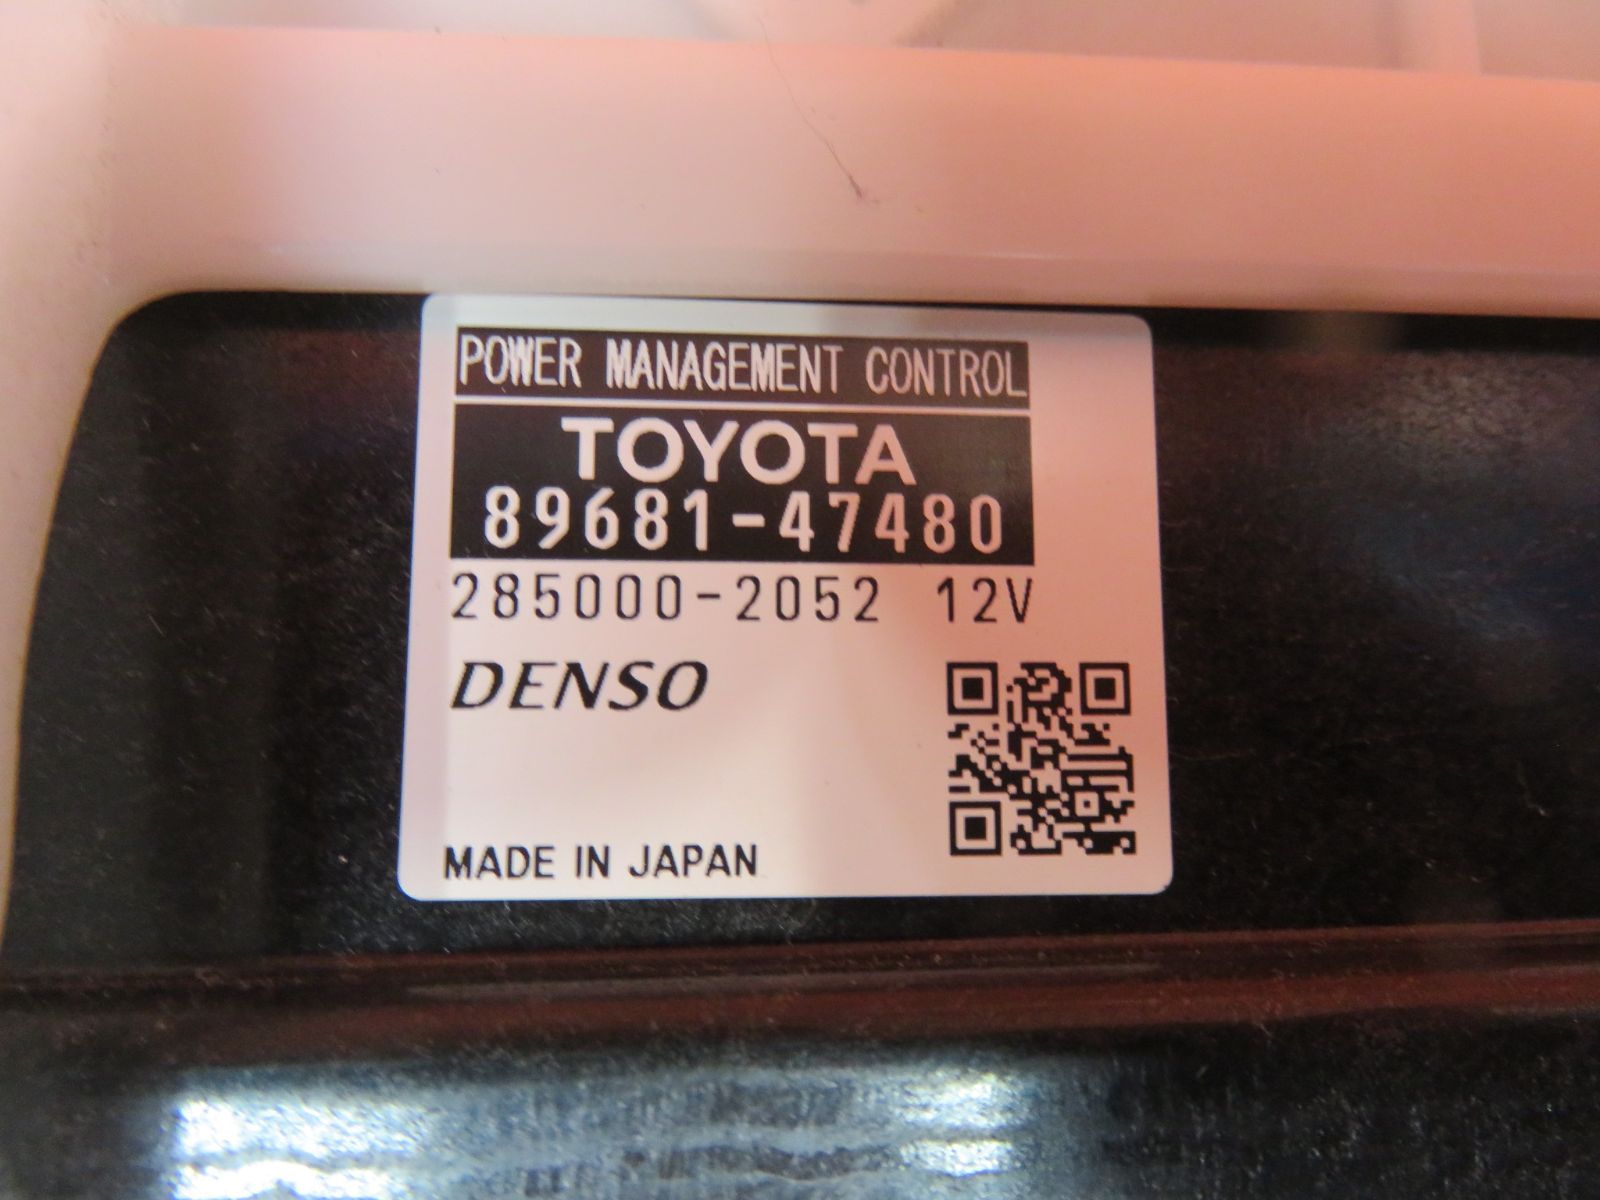 POWER MANAGEMENT CONTROL
TOYOTA
89681-47480
285000-2052 12V
DENSO
MADE IN JAPAN